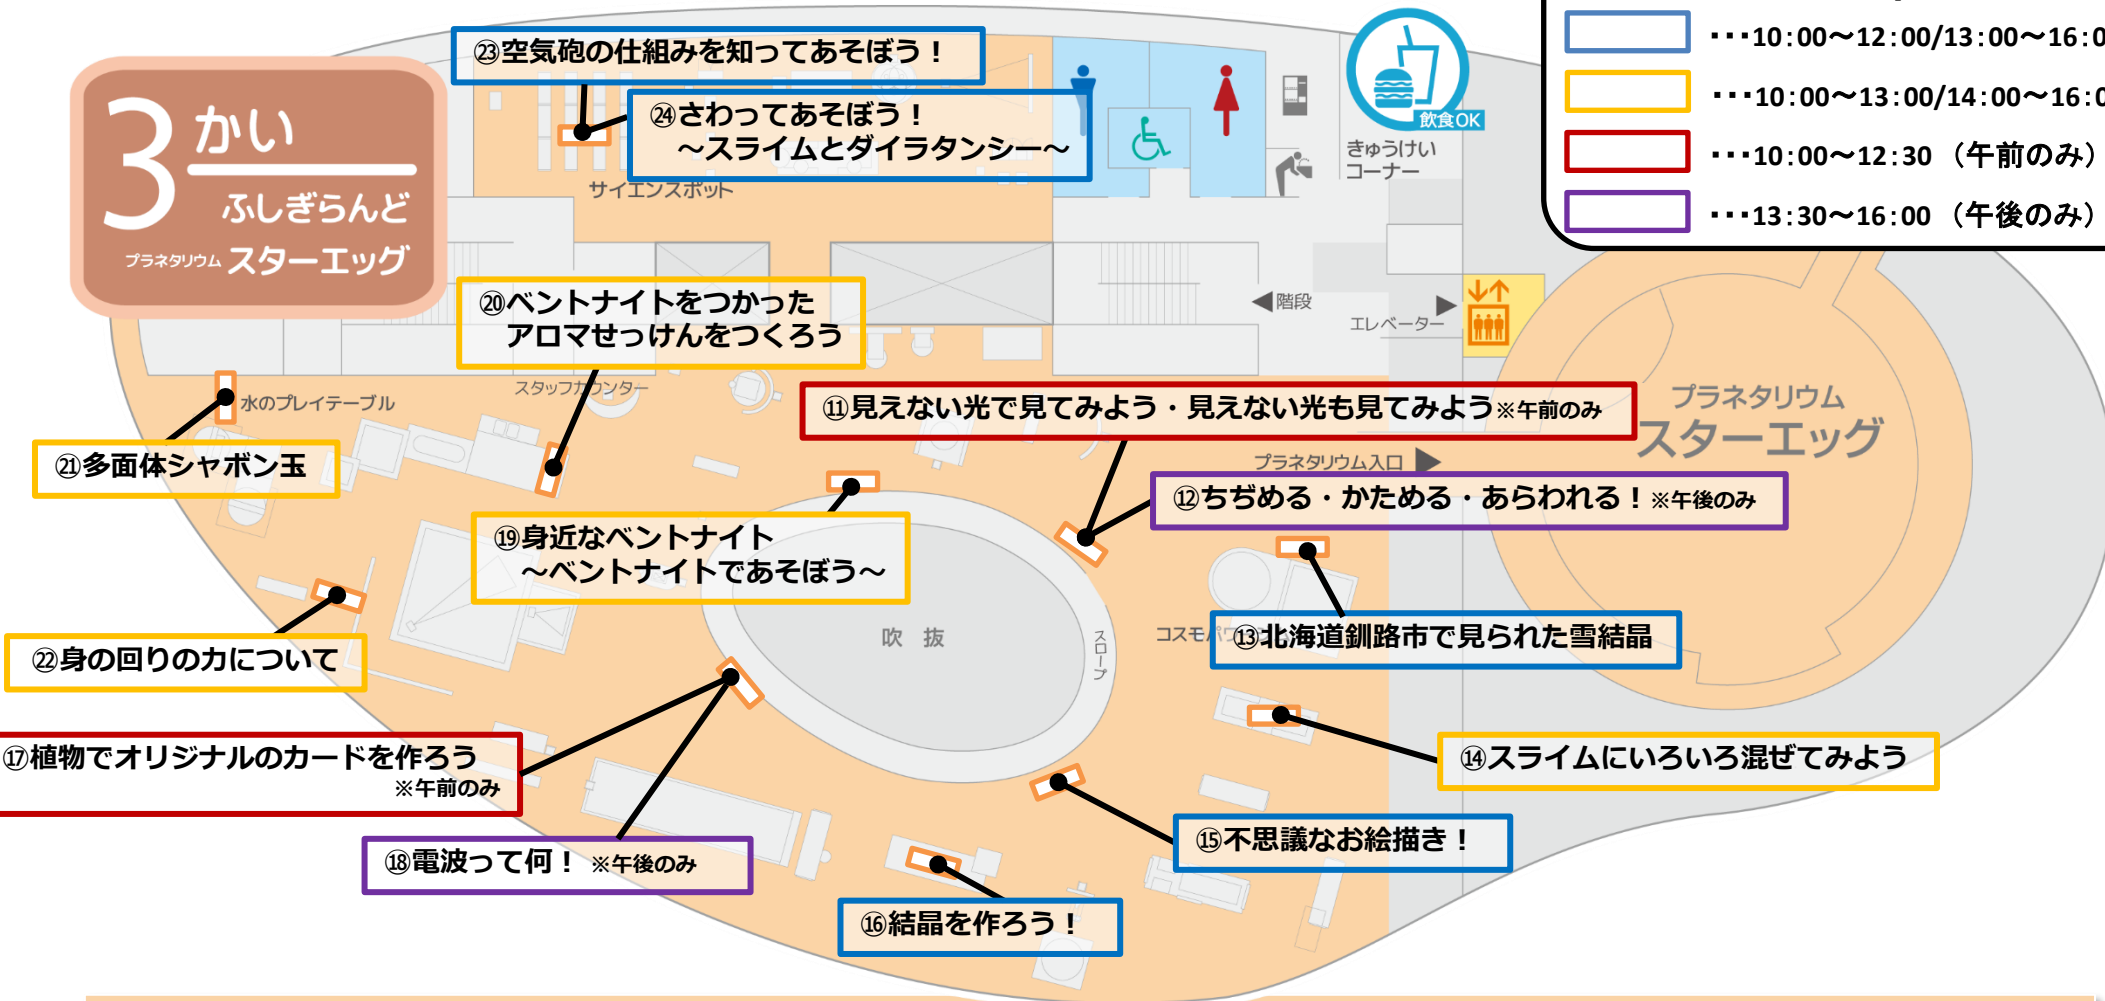 3かい
ふしぎらんど
プラネタリウム スターエッグ
㉓空気砲の仕組みを知ってあそぼう！
㉔さわってあそぼう！
～スライムとダイラタンシー～
サイエンスポット
飲食OK
きゅうけい
コーナー
･･･10:00～12:00/13:00～16:0
･･･10:00～13:00/14:00～16:0
･･･10:00～12:30（午前のみ）
･･･13:30～16:00（午後のみ）
⑳ベントナイトをつかった
アロマせっけんをつくろう
◀階段
エレベーター ▶
水のプレイテーブル
スタッフカウンター
⑪見えない光で見てみよう・見えない光も見てみよう※午前のみ
プラネタリウム
スターエッグ
プラネタリウム入口 ▶
㉑多面体シャボン玉
⑫ちぢめる・かためる・あらわれる！※午後のみ
⑲身近なベントナイト
～ベントナイトであそぼう～
吹 抜
スロープ
コスモパ
⑬北海道釧路市で見られた雪結晶
㉒身の回りの力について
⑰植物でオリジナルのカードを作ろう
※午前のみ
⑭スライムにいろいろ混ぜてみよう
⑮不思議なお絵描き！
⑱電波って何！ ※午後のみ
⑯結晶を作ろう！